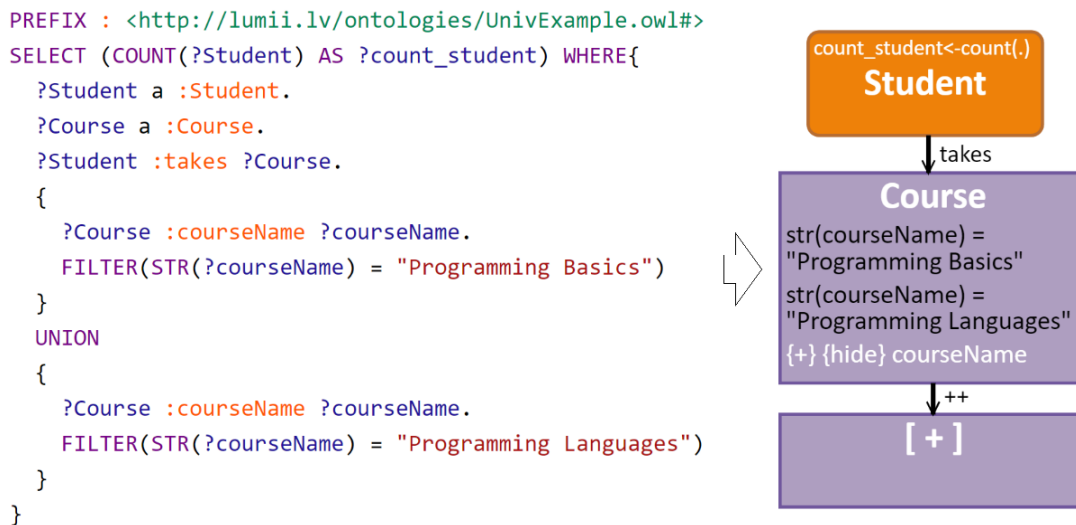 PREFIX : <http://lumii.lv/ontologies/UnivExample.owl#>
SELECT (COUNT(?Student) AS ?count_student) WHERE{
?Student a :Student.
?Course a :Course.
?Student :takes ?Course.
{
?Course :courseName ?courseName.
FILTER(STR(?courseName) = "Programming Basics")
}
UNION
{
?Course :courseName ?courseName.
FILTER(STR(?courseName) = "Programming Languages")
}
}
count_student<-count(.)
Student
takes
Course
str(courseName) =
"Programming Basics"
str(courseName) =
"Programming Languages"
{+} {hide} courseName
++
[ + ]